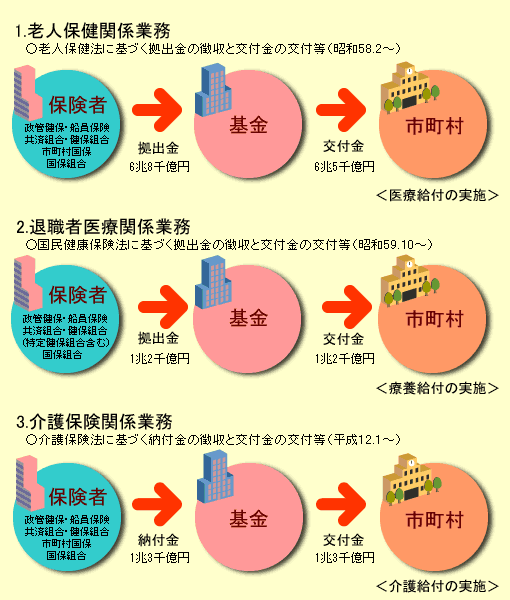 1.老人保健関係業務
○老人保健法に基づく拠出金の徴収と交付金の交付等(昭和58.2~)
保険者
政管健保・船員保険
共済組合・健保組合
市町村国保
国保組合
拠出金
6兆8千億円
基金
交付金
6兆5千億円
市町村
<医療給付の実施>
2.退職者医療関係業務
○国民健康保険法に基づく拠出金の徴収と交付金の交付等(昭和59.10~)
保険者
政管健保・船員保険
共済組合・健保組合
(特定健保組合含む)
国保組合
拠出金
1兆2千億円
基金
交付金
1兆2千億円
市町村
<療養給付の実施>
3.介護保険関係業務
○介護保険法に基づく納付金の徴収と交付金の交付等(平成12.1~)
保険者
政管健保・船員保険
共済組合・健保組合
市町村国保
国保組合
納付金
1兆3千億円
基金
交付金
1兆3千億円
市町村
<介護給付の実施>